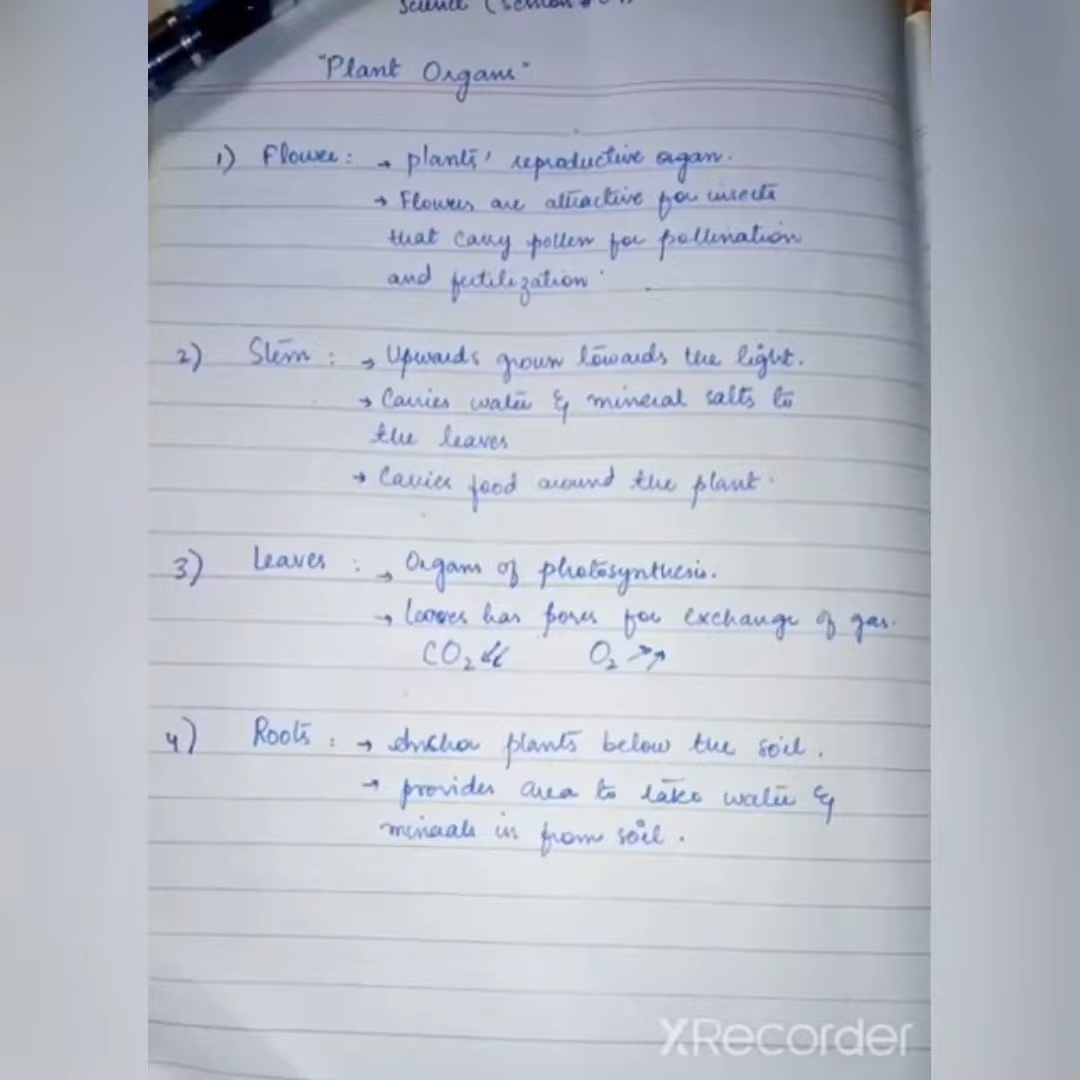 Science (
"Plant Organs"
1) Flower : → plants' reproductive organ.
→ Flowers are attractive for insects
that carry pollen for pollination
and fertilization.
2) Stem : → Upwards grown towards the light.
→ Carries water & mineral salts to
the leaves
→ Carries food around the plant.
3) Leaves : → Organs of photosynthesis.
→ leaves has pores for exchange of gas.
CO₂ ↙↙ O₂ ↗↗
4) Roots : → Anchor plants below the soil.
→ provides area to take water &
minerals in from soil.
XRecorder